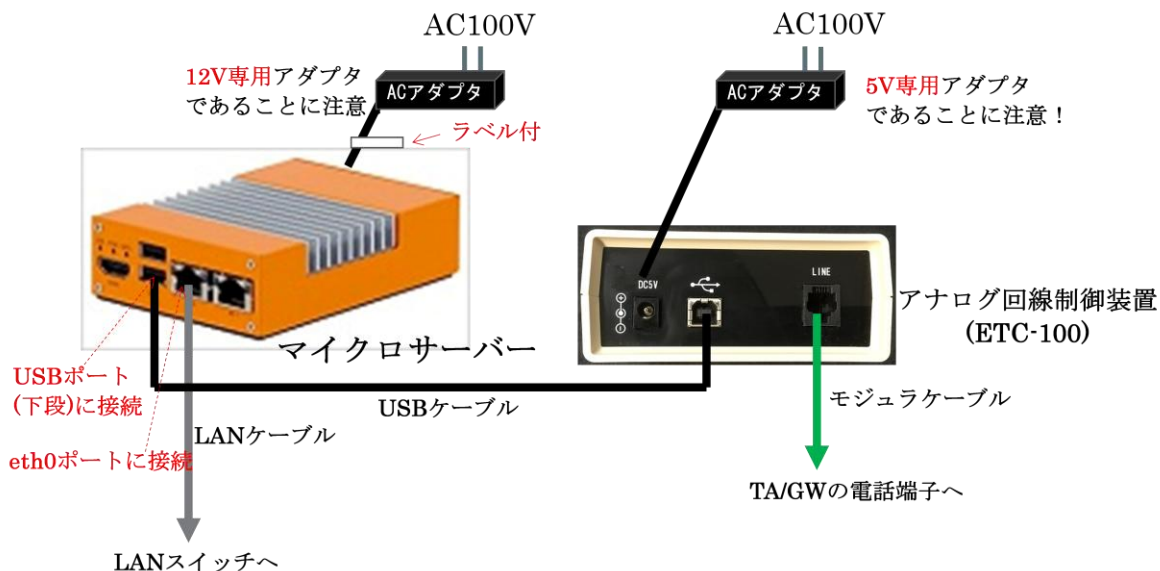 AC100V
AC100V
12V専用アダプタ
であることに注意
ACアダプタ
ACアダプタ
5V専用アダプタ
であることに注意！
ラベル付
DC5V
LINE
アナログ回線制御装置
(ETC-100)
マイクロサーバー
USBポート
(下段)に接続
USBケーブル
モジュラケーブル
LANケーブル
eth0ポートに接続
TA/GWの電話端子へ
LANスイッチへ